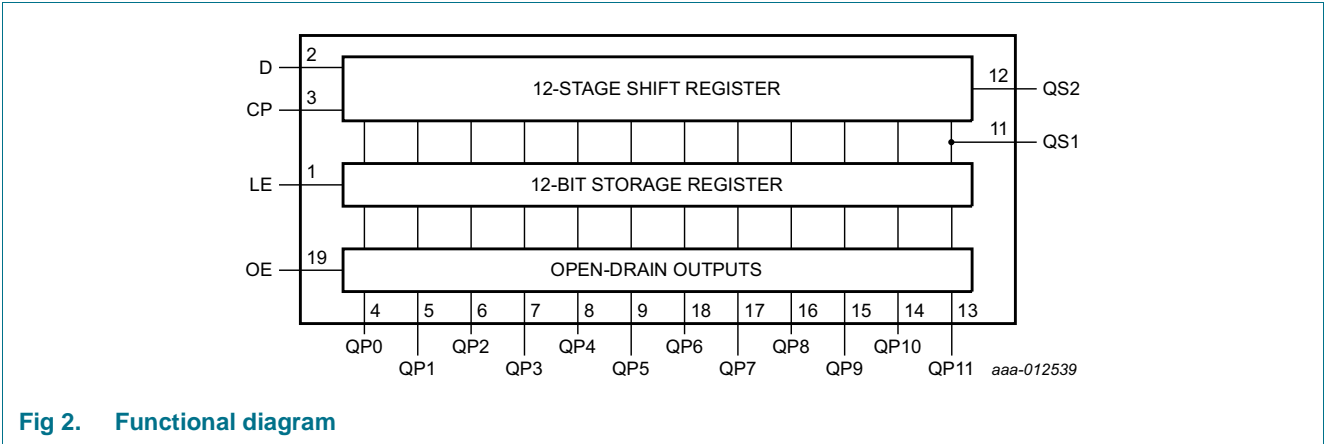 D 2 12-STAGE SHIFT REGISTER 12 QS2
CP 3
11 QS1
LE 1 12-BIT STORAGE REGISTER
OE 19 OPEN-DRAIN OUTPUTS
4 5 6 7 8 9 18 17 16 15 14 13
QP0 QP2 QP4 QP6 QP8 QP10
QP1 QP3 QP5 QP7 QP9 QP11 aaa-012539
Fig 2. Functional diagram